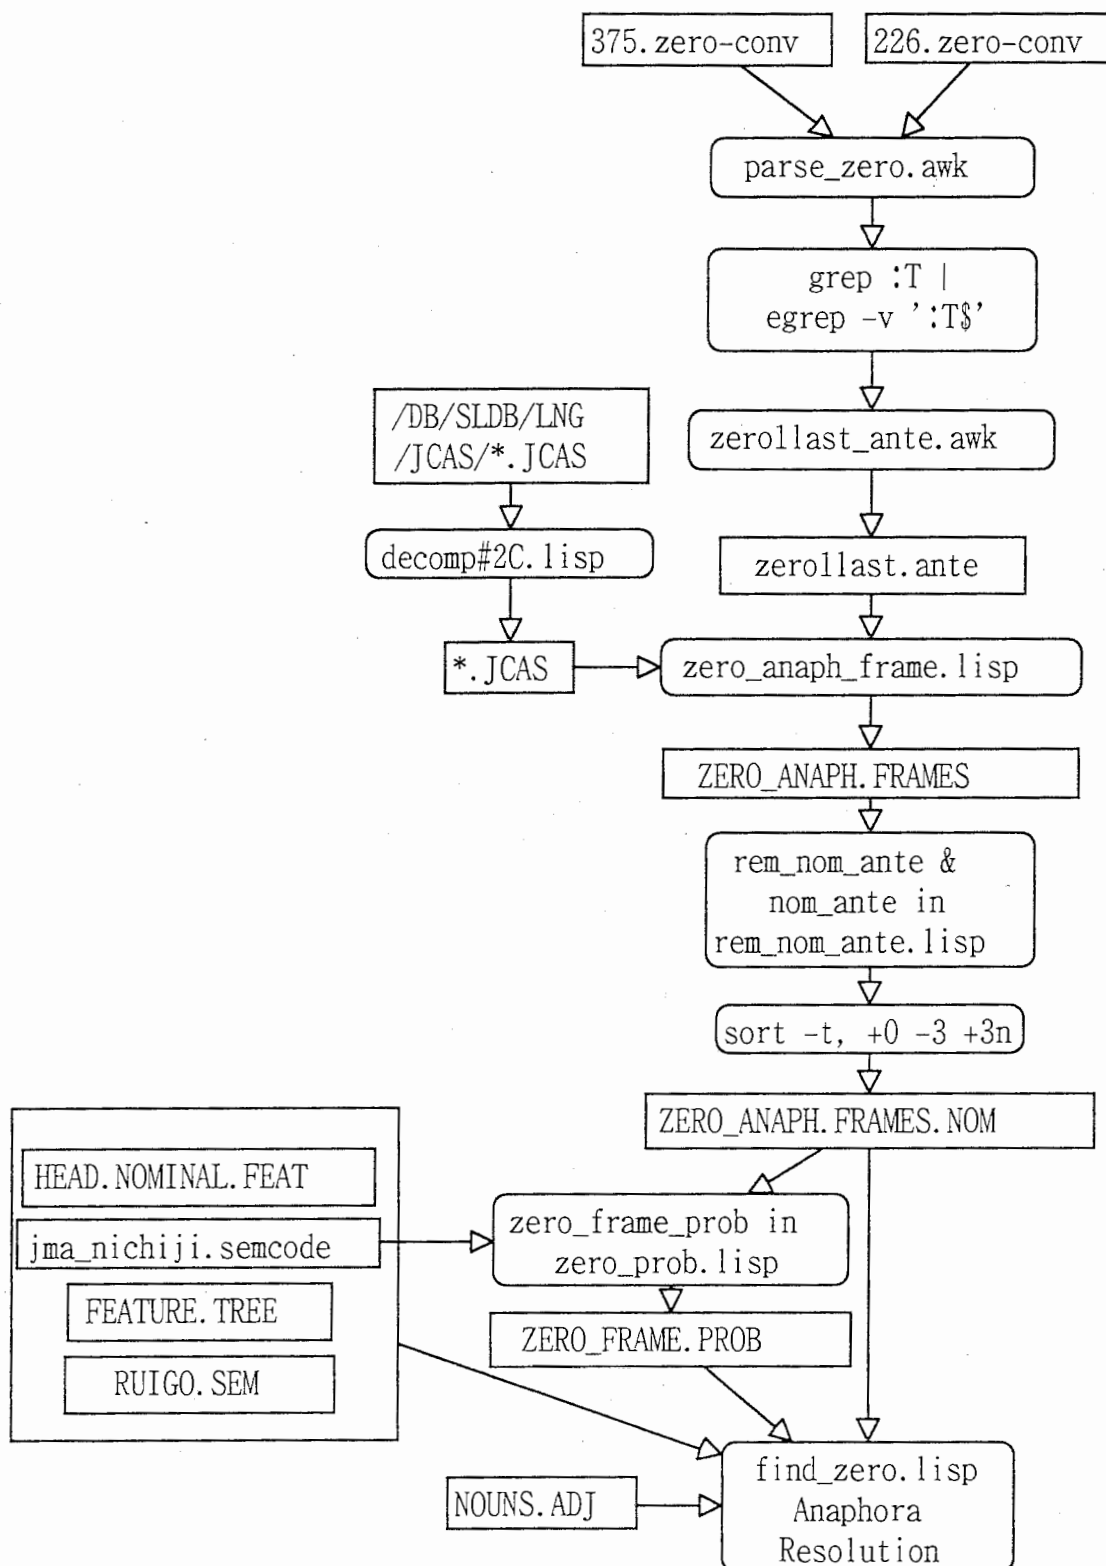 375.zero-conv
226.zero-conv
parse_zero.awk
grep :T |
egrep -v ':T$'
/DB/SLDB/LNG
/JCAS/*.JCAS
zerollast_ante.awk
decomp#2C.lisp
zerollast.ante
*.JCAS
zero_anaph_frame.lisp
ZERO_ANAPH.FRAMES
rem_nom_ante &
nom_ante in
rem_nom_ante.lisp
sort -t, +0 -3 +3n
ZERO_ANAPH.FRAMES.NOM
HEAD.NOMINAL.FEAT
jma_nichiji.semcode
FEATURE.TREE
RUIGO.SEM
zero_frame_prob in
zero_prob.lisp
ZERO_FRAME.PROB
NOUNS.ADJ
find_zero.lisp
Anaphora
Resolution